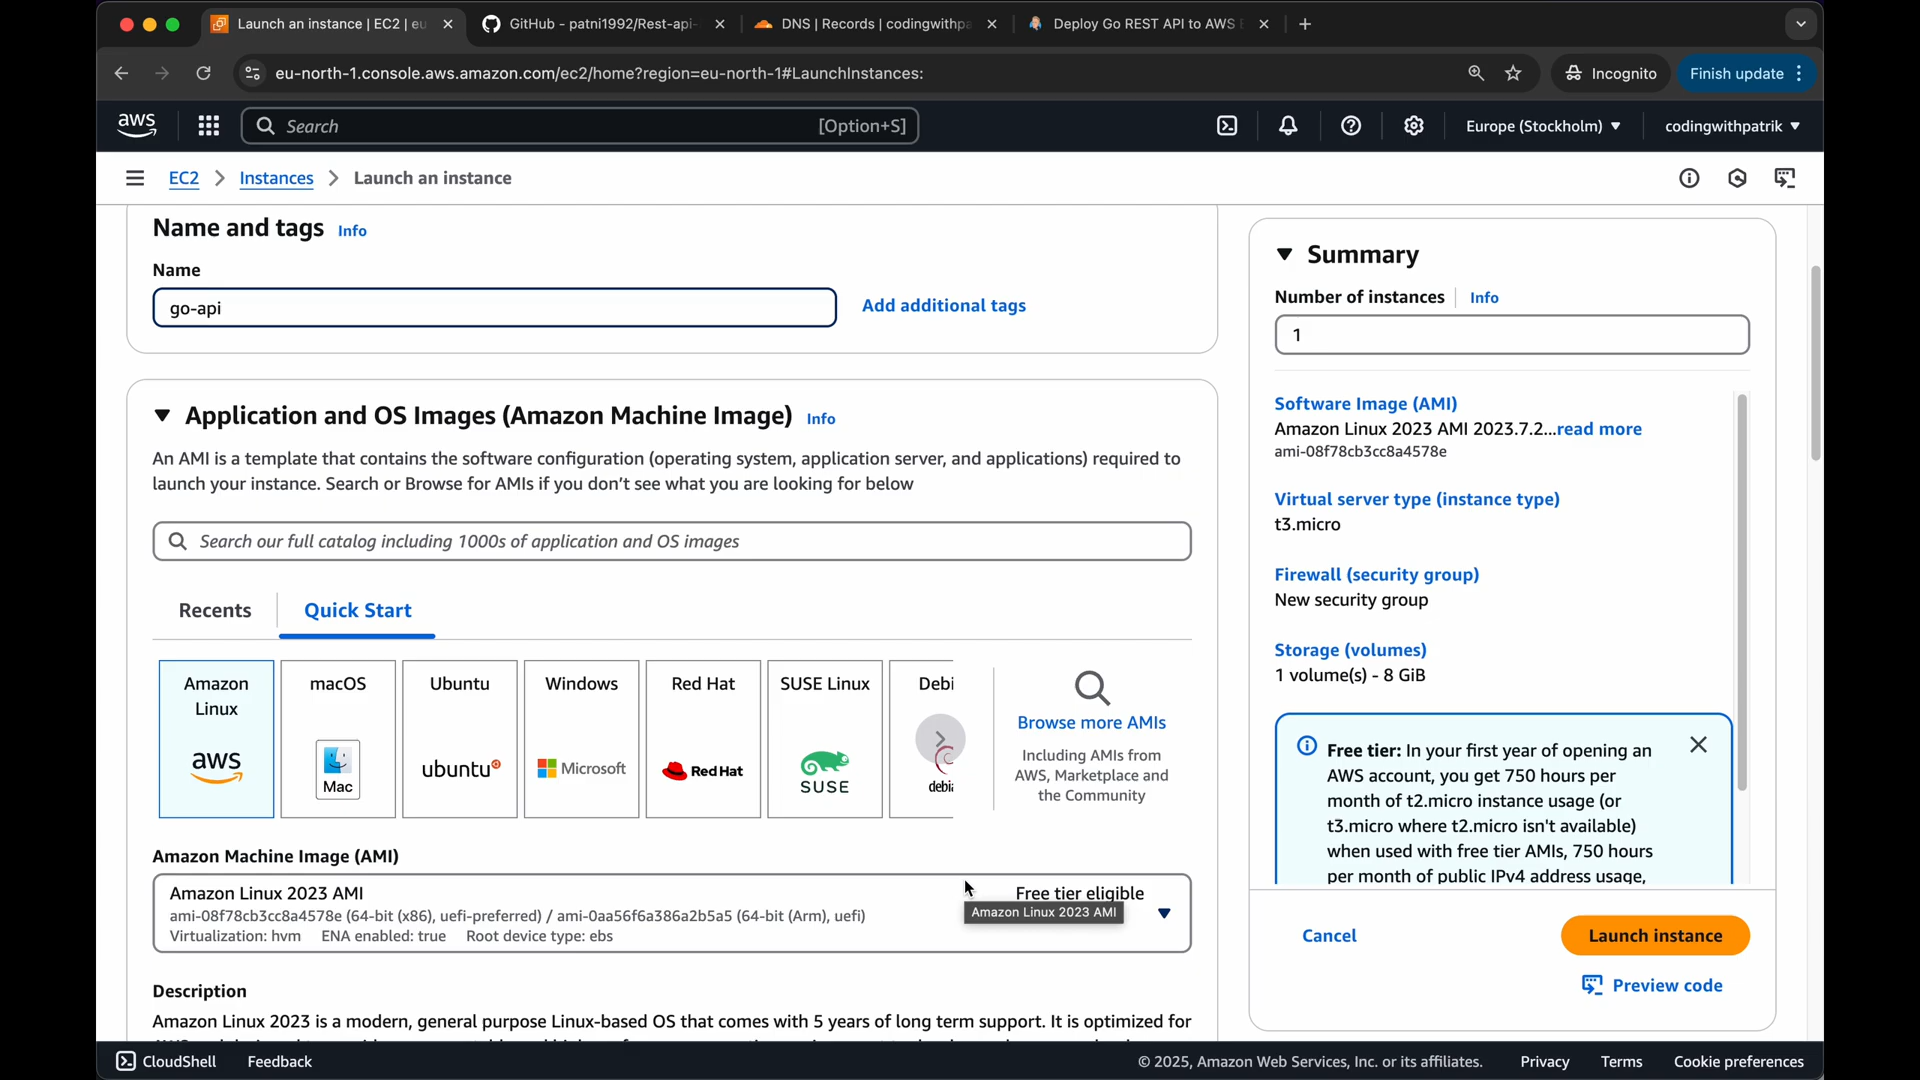 Launch an instance | EC2 | eu
GitHub - patni1992/Rest-api-
DNS | Records | codingwithpa
Deploy Go REST API to AWS E
eu-north-1.console.aws.amazon.com/ec2/home?region=eu-north-1#LaunchInstances:
Incognito
Finish update
aws
Search
[Option+S]
Europe (Stockholm)
codingwithpatrik
EC2
Instances
Launch an instance
Name and tags Info
Name
go-api
Add additional tags
Application and OS Images (Amazon Machine Image) Info
An AMI is a template that contains the software configuration (operating system, application server, and applications) required to
launch your instance. Search or Browse for AMIs if you don’t see what you are looking for below
Search our full catalog including 1000s of application and OS images
Recents
Quick Start
Amazon
Linux
aws
macOS
Mac
Ubuntu
ubuntu
Windows
Microsoft
Red Hat
Red Hat
SUSE Linux
SUSE
Debi
debia
Browse more AMIs
Including AMIs from
AWS, Marketplace and
the Community
Amazon Machine Image (AMI)
Amazon Linux 2023 AMI
Free tier eligible
ami-08f78cb3cc8a4578e (64-bit (x86), uefi-preferred) / ami-0aa56f6a386a2b5a5 (64-bit (Arm), uefi)
Amazon Linux 2023 AMI
Virtualization: hvm ENA enabled: true Root device type: ebs
Description
Amazon Linux 2023 is a modern, general purpose Linux-based OS that comes with 5 years of long term support. It is optimized for
Summary
Number of instances Info
1
Software Image (AMI)
Amazon Linux 2023 AMI 2023.7.2...read more
ami-08f78cb3cc8a4578e
Virtual server type (instance type)
t3.micro
Firewall (security group)
New security group
Storage (volumes)
1 volume(s) - 8 GiB
Free tier: In your first year of opening an
AWS account, you get 750 hours per
month of t2.micro instance usage (or
t3.micro where t2.micro isn't available)
when used with free tier AMIs, 750 hours
per month of public IPv4 address usage,
Cancel
Launch instance
Preview code
CloudShell
Feedback
© 2025, Amazon Web Services, Inc. or its affiliates.
Privacy
Terms
Cookie preferences